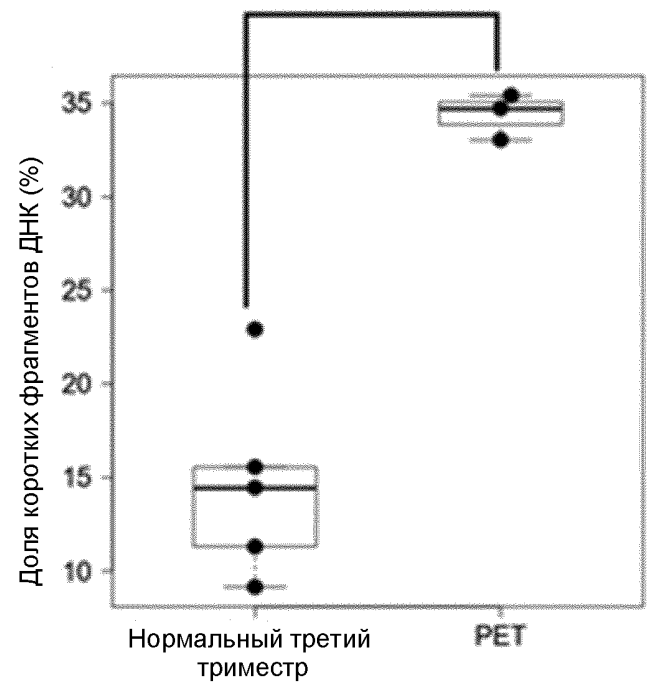 Доля коротких фрагментов ДНК (%)
35
30
25
20
15
10
Нормальный третий
триместр
PET